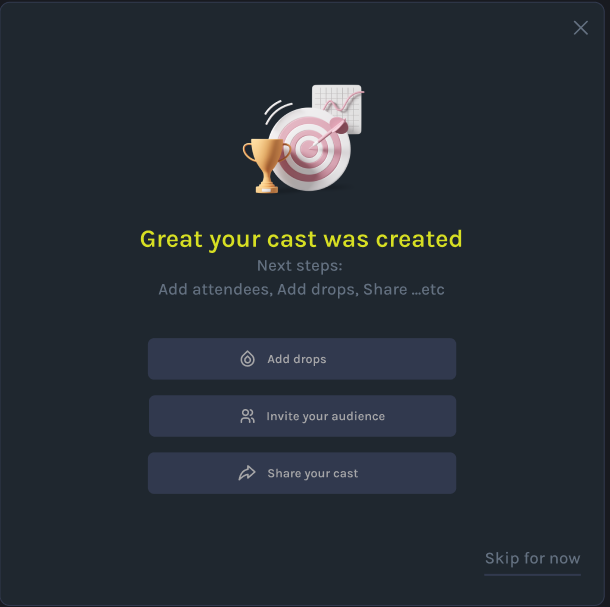 Great your cast was created
Next steps:
Add attendees, Add drops, Share ...etc
Add drops
Invite your audience
Share your cast
Skip for now